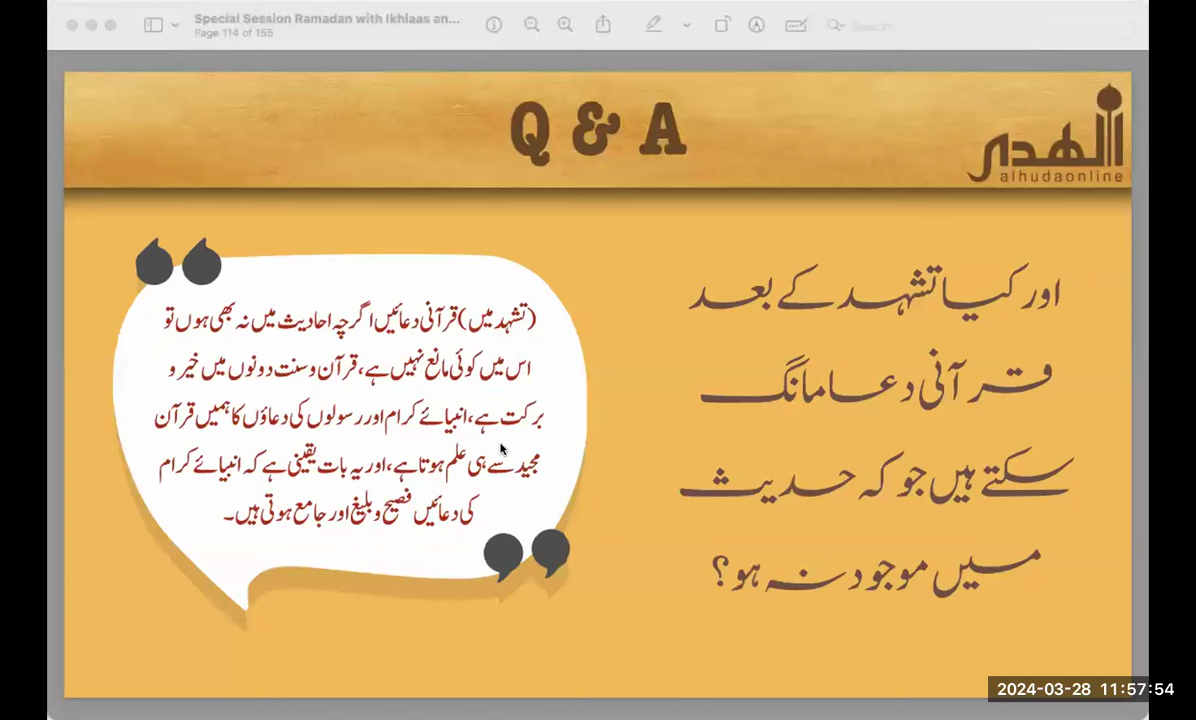 Special Session Ramadan with Ikhlaas an...
Page 114 of 155
Search
Q & A
الهدى
alhudaonline
اور کیا تشہد کے بعد
قرآنی دعا مانگ
سکتے ہیں جو کہ حدیث
میں موجود نہ ہو؟
(تشہد میں) قرآنی دعائیں اگرچہ احادیث میں نہ بھی ہوں تو
اس میں کوئی مانع نہیں ہے، قرآن و سنت دونوں میں خیر و
برکت ہے، انبیائے کرام اور رسولوں کی دعاؤں کا ہمیں قرآن
مجید سے ہی علم ہوتا ہے، اور یہ بات یقینی ہے کہ انبیائے کرام
کی دعائیں فصیح و بلیغ اور جامع ہوتی ہیں۔
2024-03-28 11:57:54